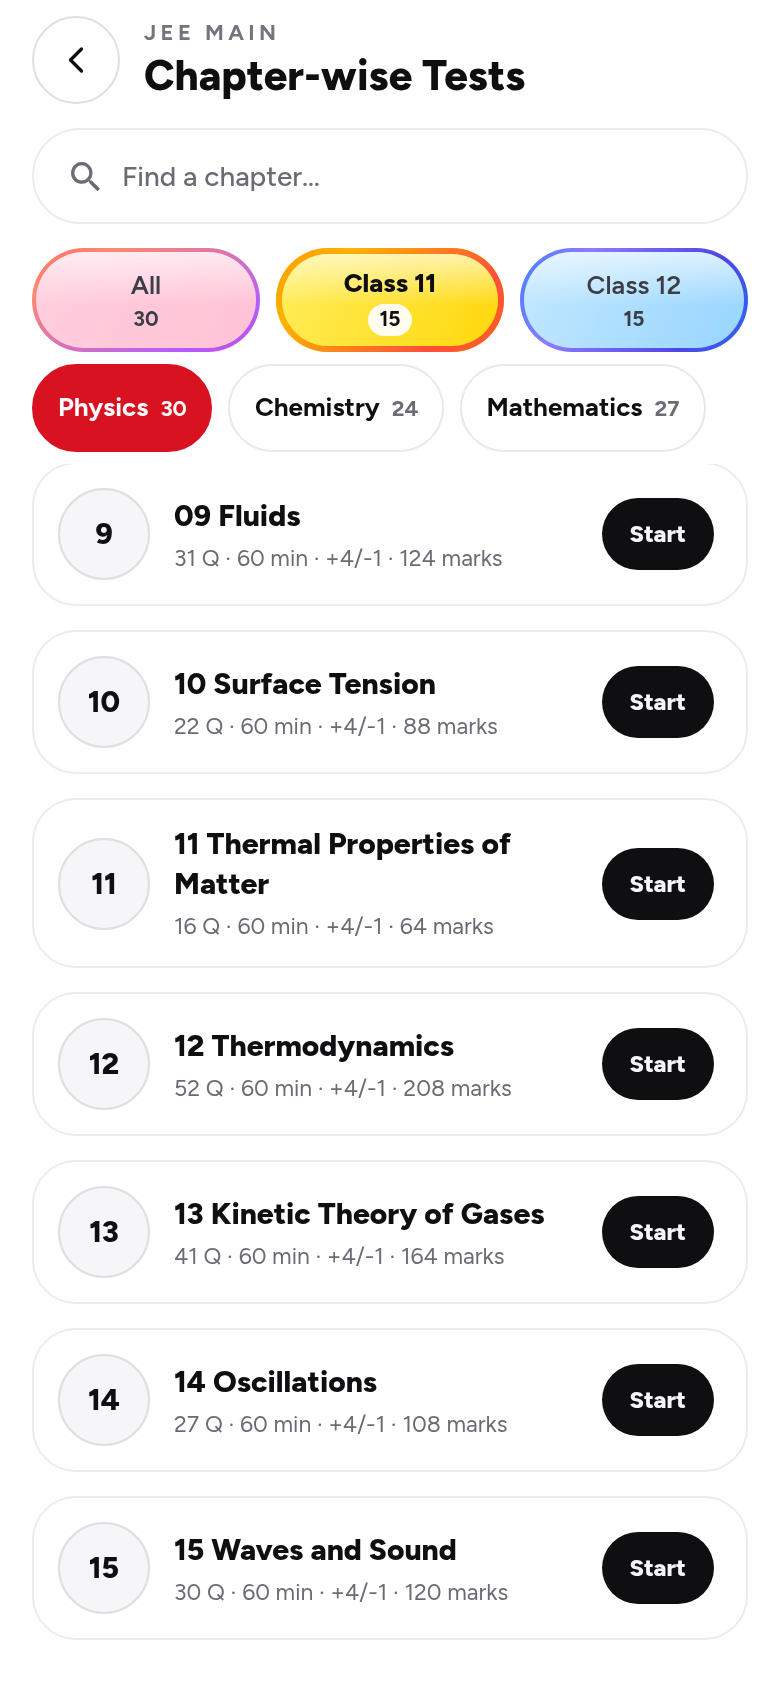 JEE MAIN
Chapter-wise Tests
Find a chapter...
All
30
Class 11
15
Class 12
15
Physics 30
Chemistry 24
Mathematics 27
9
09 Fluids
31 Q · 60 min · +4/-1 · 124 marks
Start
10
10 Surface Tension
22 Q · 60 min · +4/-1 · 88 marks
Start
11
11 Thermal Properties of
Matter
16 Q · 60 min · +4/-1 · 64 marks
Start
12
12 Thermodynamics
52 Q · 60 min · +4/-1 · 208 marks
Start
13
13 Kinetic Theory of Gases
41 Q · 60 min · +4/-1 · 164 marks
Start
14
14 Oscillations
27 Q · 60 min · +4/-1 · 108 marks
Start
15
15 Waves and Sound
30 Q · 60 min · +4/-1 · 120 marks
Start